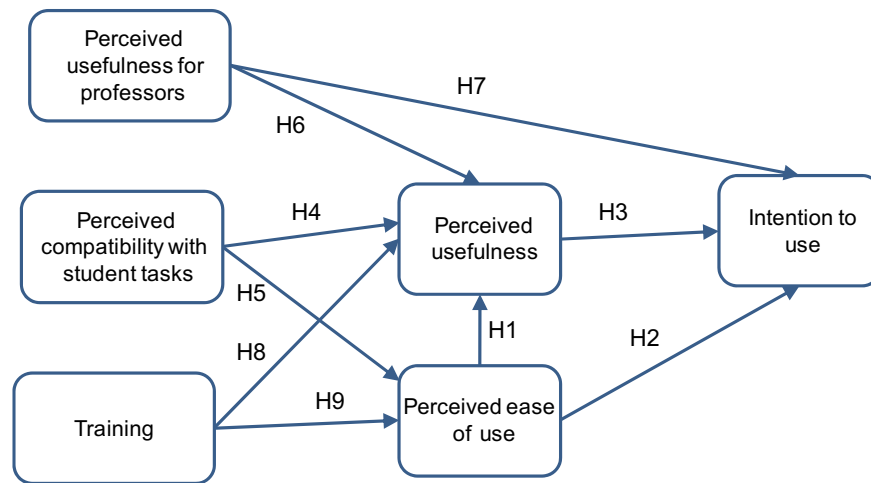 Perceived
usefulness for
professors
H7
H6
Perceived
compatibility with
student tasks
H4
Perceived
usefulness
H3
Intention to
use
H5
H8
H1
H2
Training
H9
Perceived ease
of use